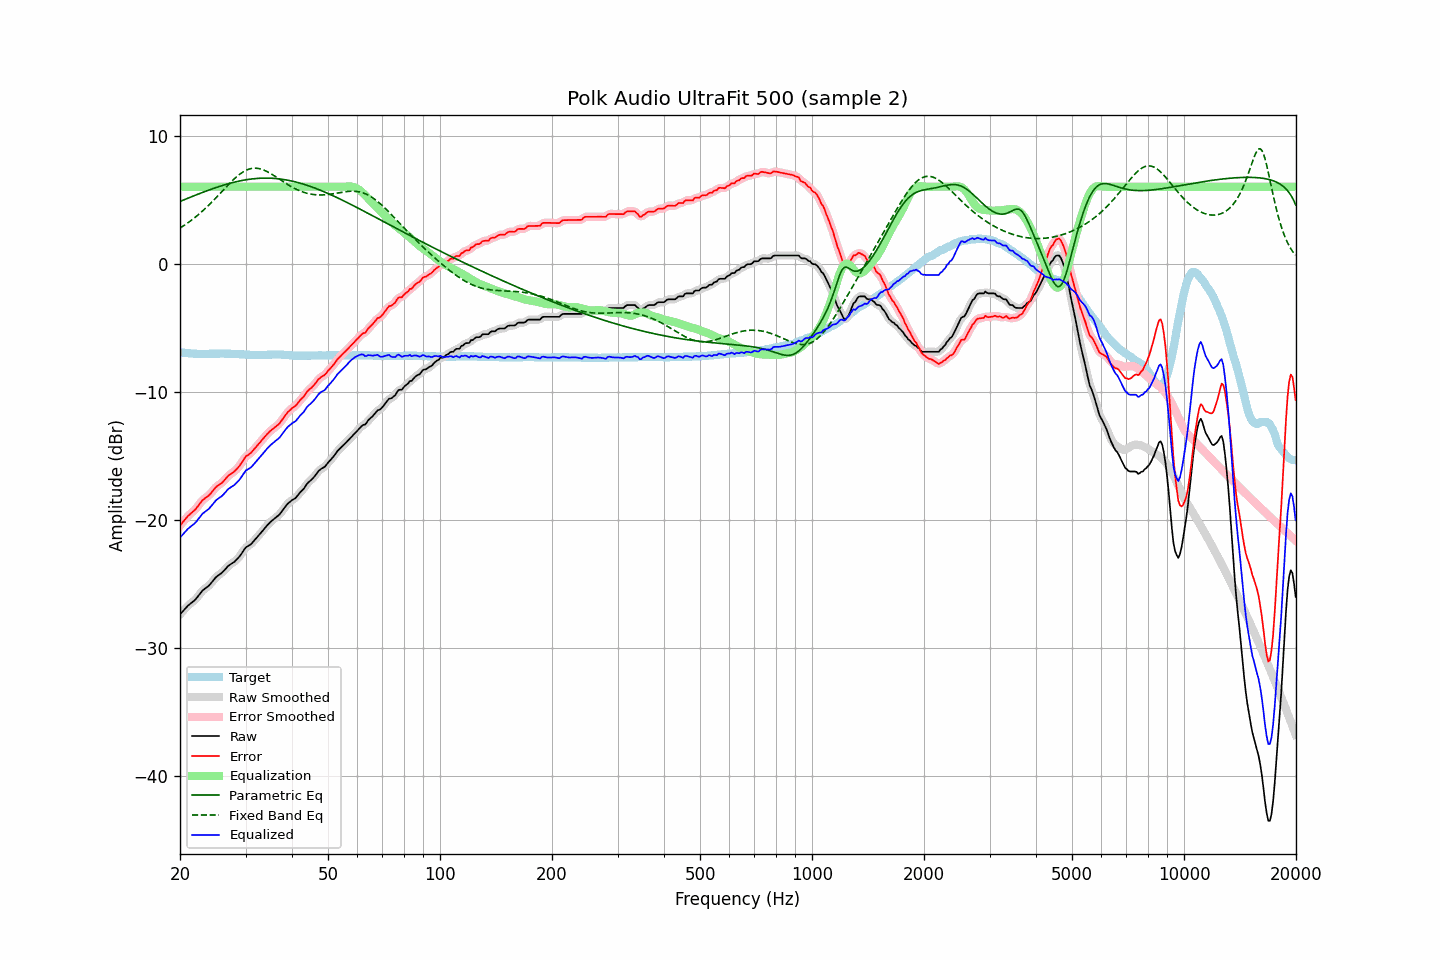 Polk Audio UltraFit 500 (sample 2)
10
0
−10
−20
−30
−40
Amplitude (dBr)
Target
Raw Smoothed
Error Smoothed
Raw
Error
Equalization
Parametric Eq
Fixed Band Eq
Equalized
20 50 100 200 500 1000 2000 5000 10000 20000
Frequency (Hz)